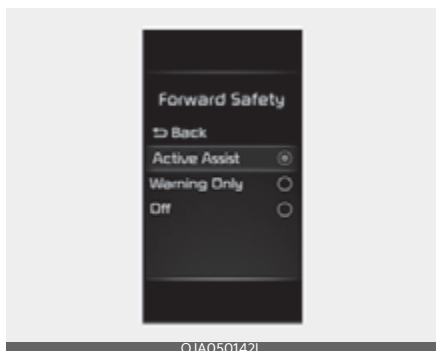 Forward Safety
Back
Active Assist
Warning Only
Off
OJA050142L